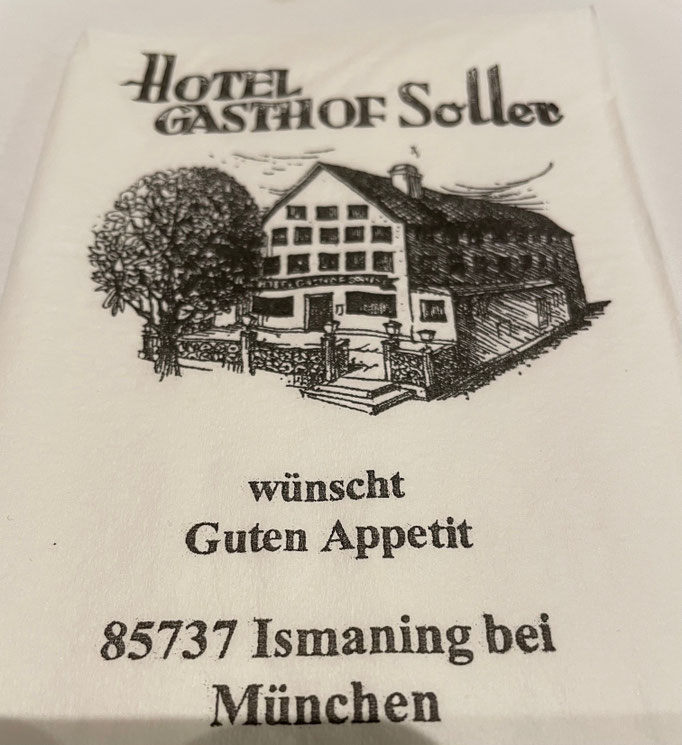 HOTEL
GASTHOF Soller
wünscht
Guten Appetit
85737 Ismaning bei
München